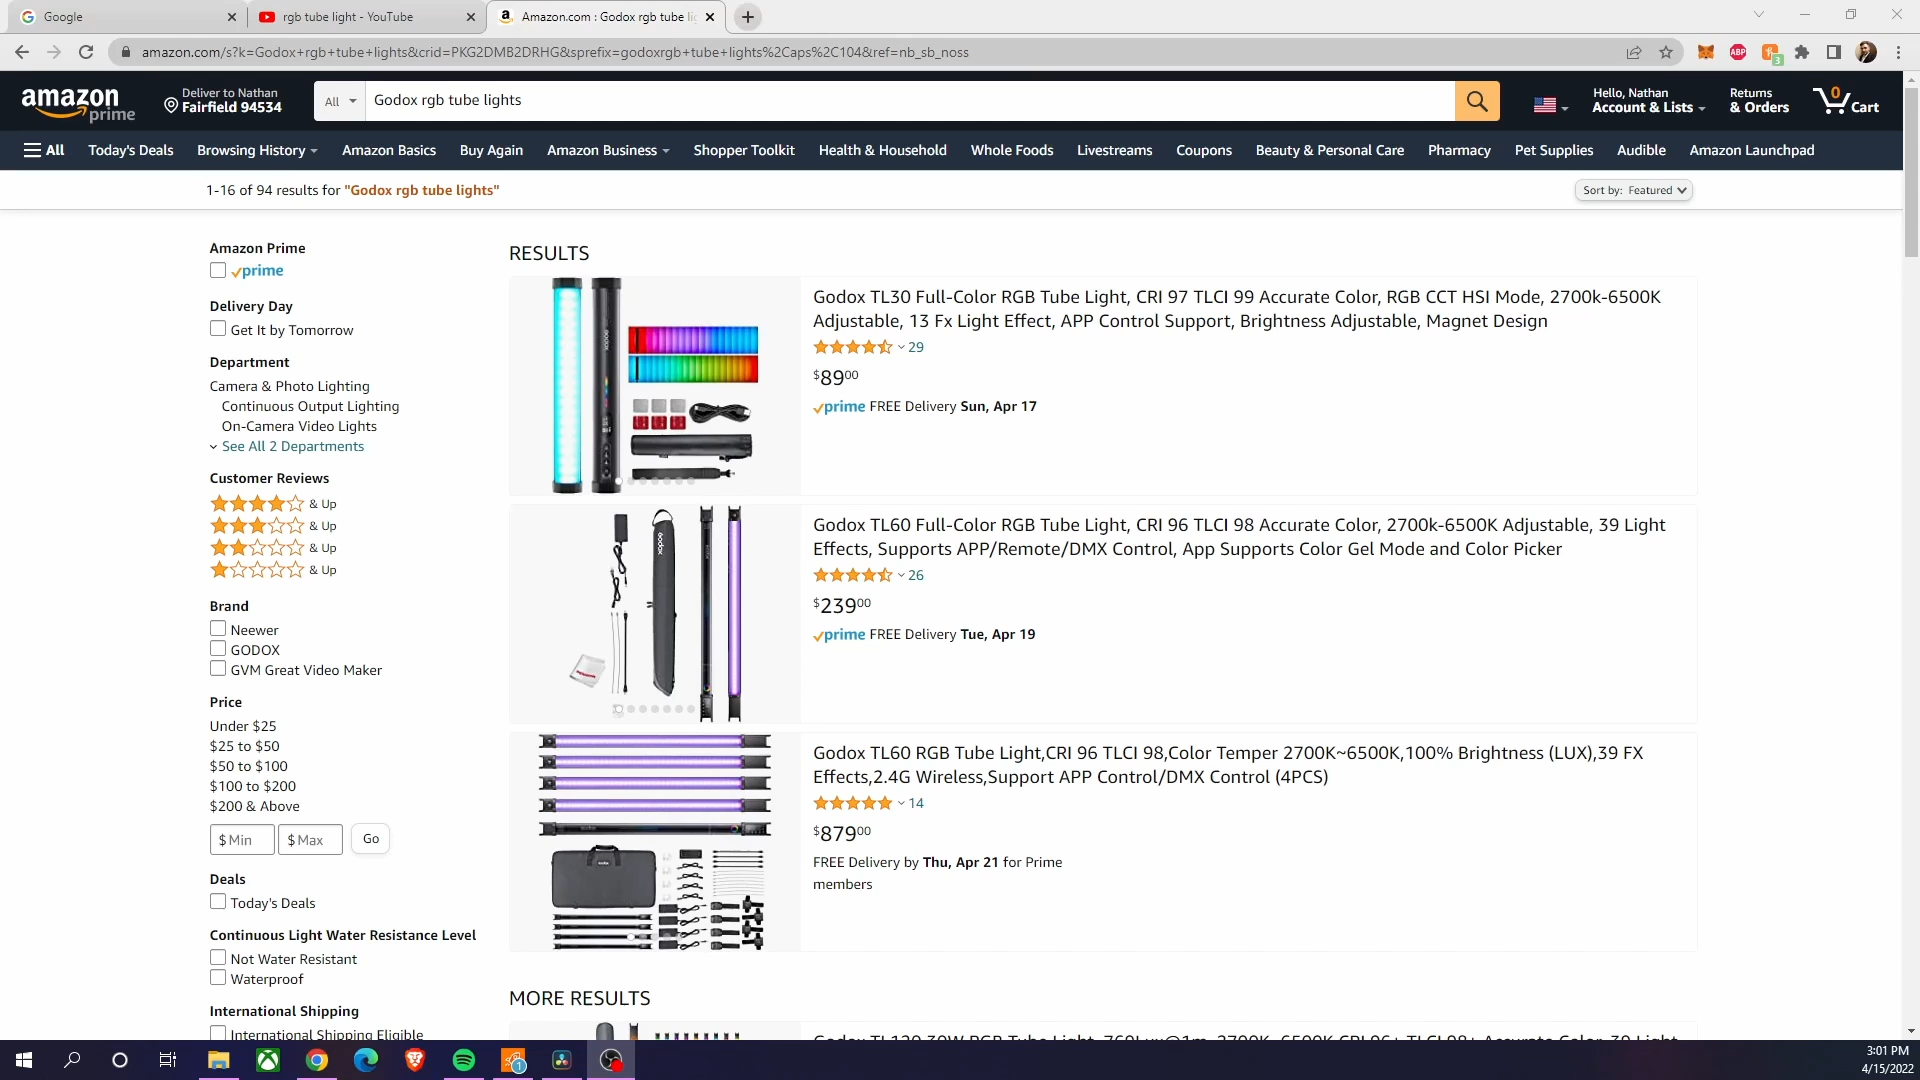 Google
rgb tube light - YouTube
Amazon.com : Godox rgb tube li
amazon.com/s?k=Godox+rgb+tube+lights&crid=PKG2DMB2DRHG&sprefix=godoxrgb+tube+lights%2Caps%2C104&ref=nb_sb_noss
ABP
3
amazon
prime
Deliver to Nathan
Fairfield 94534
All
Godox rgb tube lights
Hello, Nathan
Account & Lists
Returns
& Orders
0
Cart
All
Today's Deals
Browsing History
Amazon Basics
Buy Again
Amazon Business
Shopper Toolkit
Health & Household
Whole Foods
Livestreams
Coupons
Beauty & Personal Care
Pharmacy
Pet Supplies
Audible
Amazon Launchpad
1-16 of 94 results for "Godox rgb tube lights"
Sort by: Featured
Amazon Prime
prime
Delivery Day
Get It by Tomorrow
Department
Camera & Photo Lighting
Continuous Output Lighting
On-Camera Video Lights
See All 2 Departments
Customer Reviews
& Up
& Up
& Up
& Up
Brand
Neewer
GODOX
GVM Great Video Maker
Price
Under $25
$25 to $50
$50 to $100
$100 to $200
$200 & Above
$ Min
$ Max
Go
Deals
Today's Deals
Continuous Light Water Resistance Level
Not Water Resistant
Waterproof
International Shipping
International Shipping Eligible
RESULTS
Godox TL30 Full-Color RGB Tube Light, CRI 97 TLCI 99 Accurate Color, RGB CCT HSI Mode, 2700k-6500K
Adjustable, 13 Fx Light Effect, APP Control Support, Brightness Adjustable, Magnet Design
29
$89.00
prime FREE Delivery Sun, Apr 17
Godox TL60 Full-Color RGB Tube Light, CRI 96 TLCI 98 Accurate Color, 2700k-6500K Adjustable, 39 Light
Effects, Supports APP/Remote/DMX Control, App Supports Color Gel Mode and Color Picker
26
$239.00
prime FREE Delivery Tue, Apr 19
Godox TL60 RGB Tube Light,CRI 96 TLCI 98,Color Temper 2700K~6500K,100% Brightness (LUX),39 FX
Effects,2.4G Wireless,Support APP Control/DMX Control (4PCS)
14
$879.00
FREE Delivery by Thu, Apr 21 for Prime
members
MORE RESULTS
3:01 PM
4/15/2022